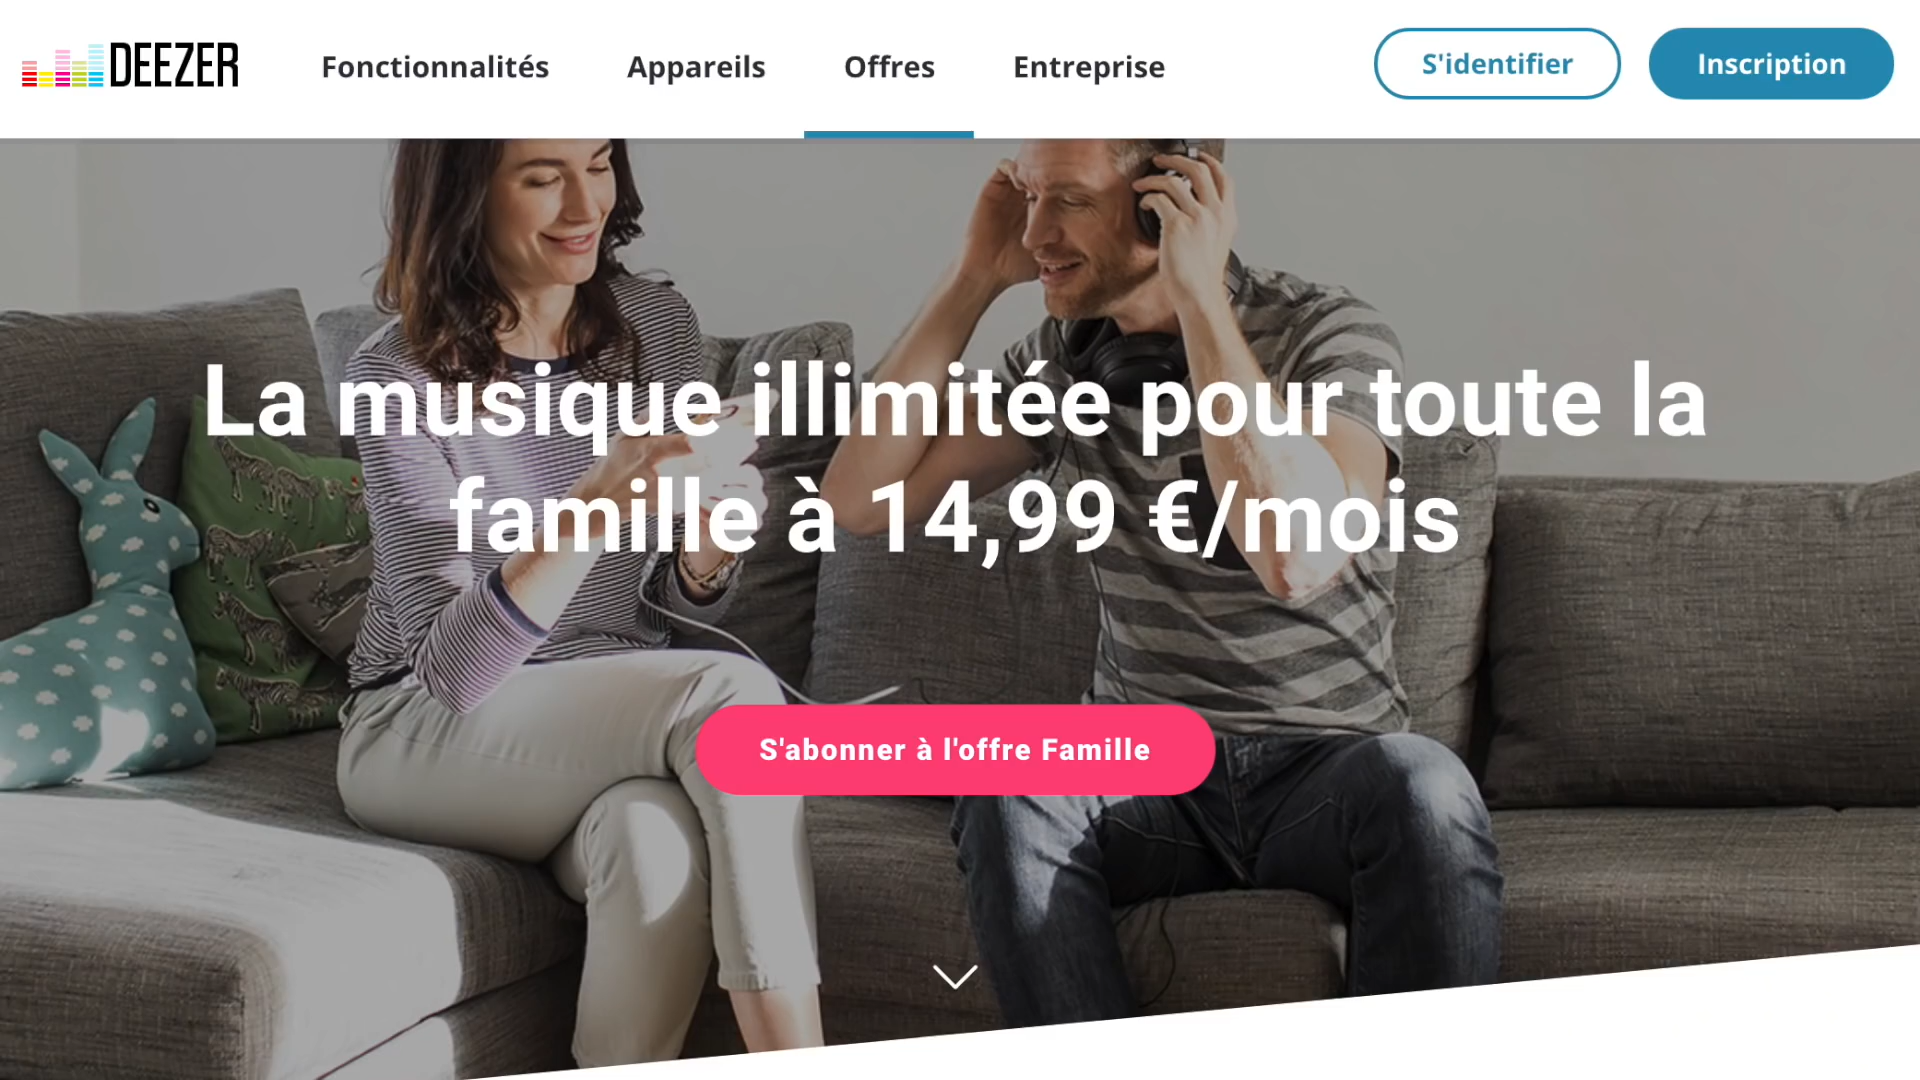 DEEZER
Fonctionnalités
Appareils
Offres
Entreprise
S'identifier
Inscription
La musique illimitée pour toute la
famille à 14,99 €/mois
S'abonner à l'offre Famille